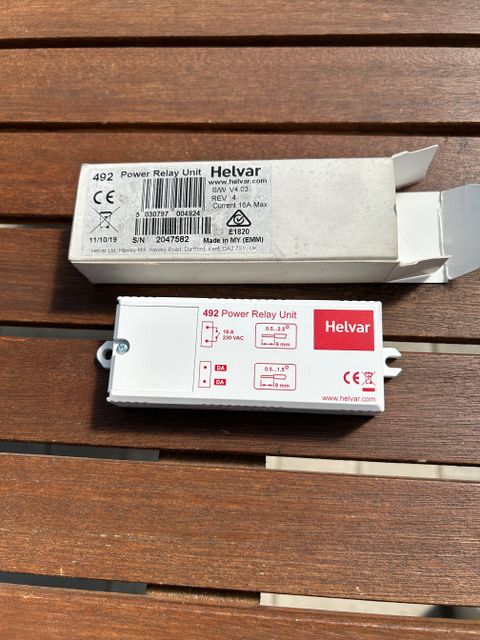 492 Power Relay Unit Helvar
www.helvar.com
S/W V4.03
REV 4
Current 16A Max
5 030797 004924
E1820
11/10/19 S/N 2047582 Made in MY (EMM)
Helvar Ltd, Hawley Mill, Hawley Road, Dartford, Kent, DA2 7SY, UK
492 Power Relay Unit
Helvar
16 A
230 VAC
0.5...2.5
9 mm
DA
DA
0.5...1.5
9 mm
CE
www.helvar.com